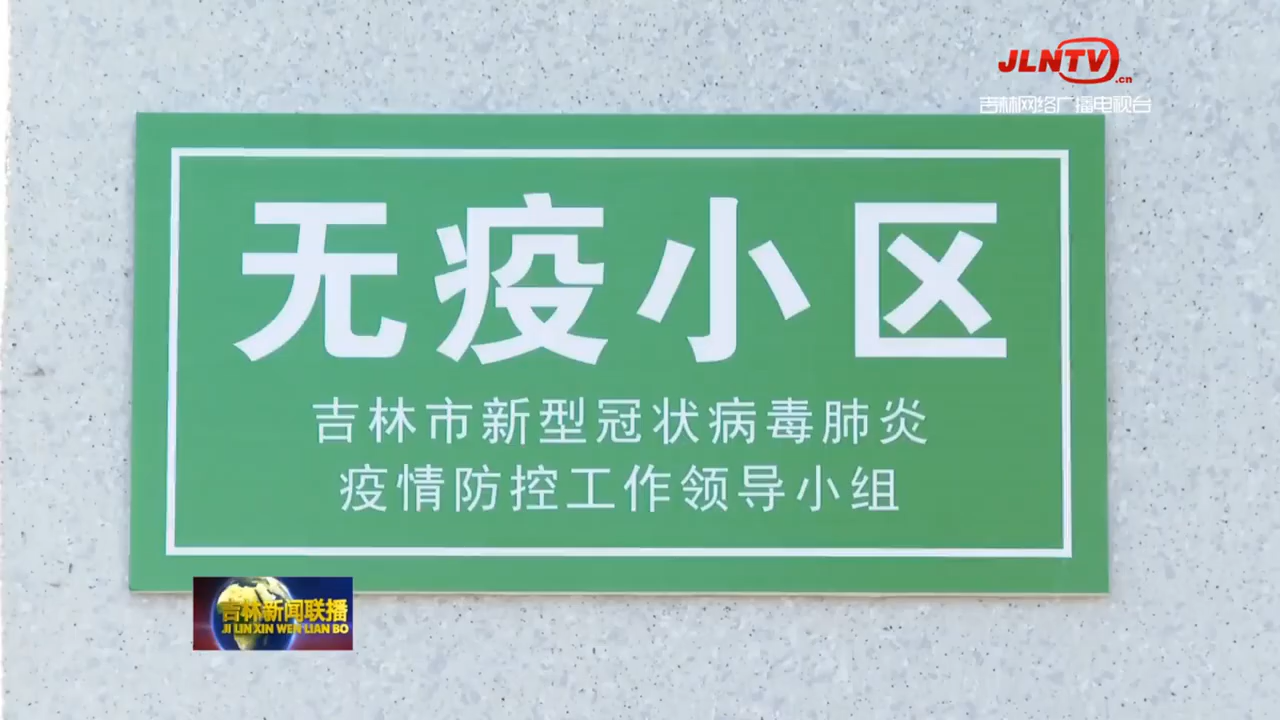 JLNTV.cn
吉林网络广播电视台
无疫小区
吉林市新型冠状病毒肺炎
疫情防控工作领导小组
吉林新闻联播
JI LIN XIN WEN LIAN BO